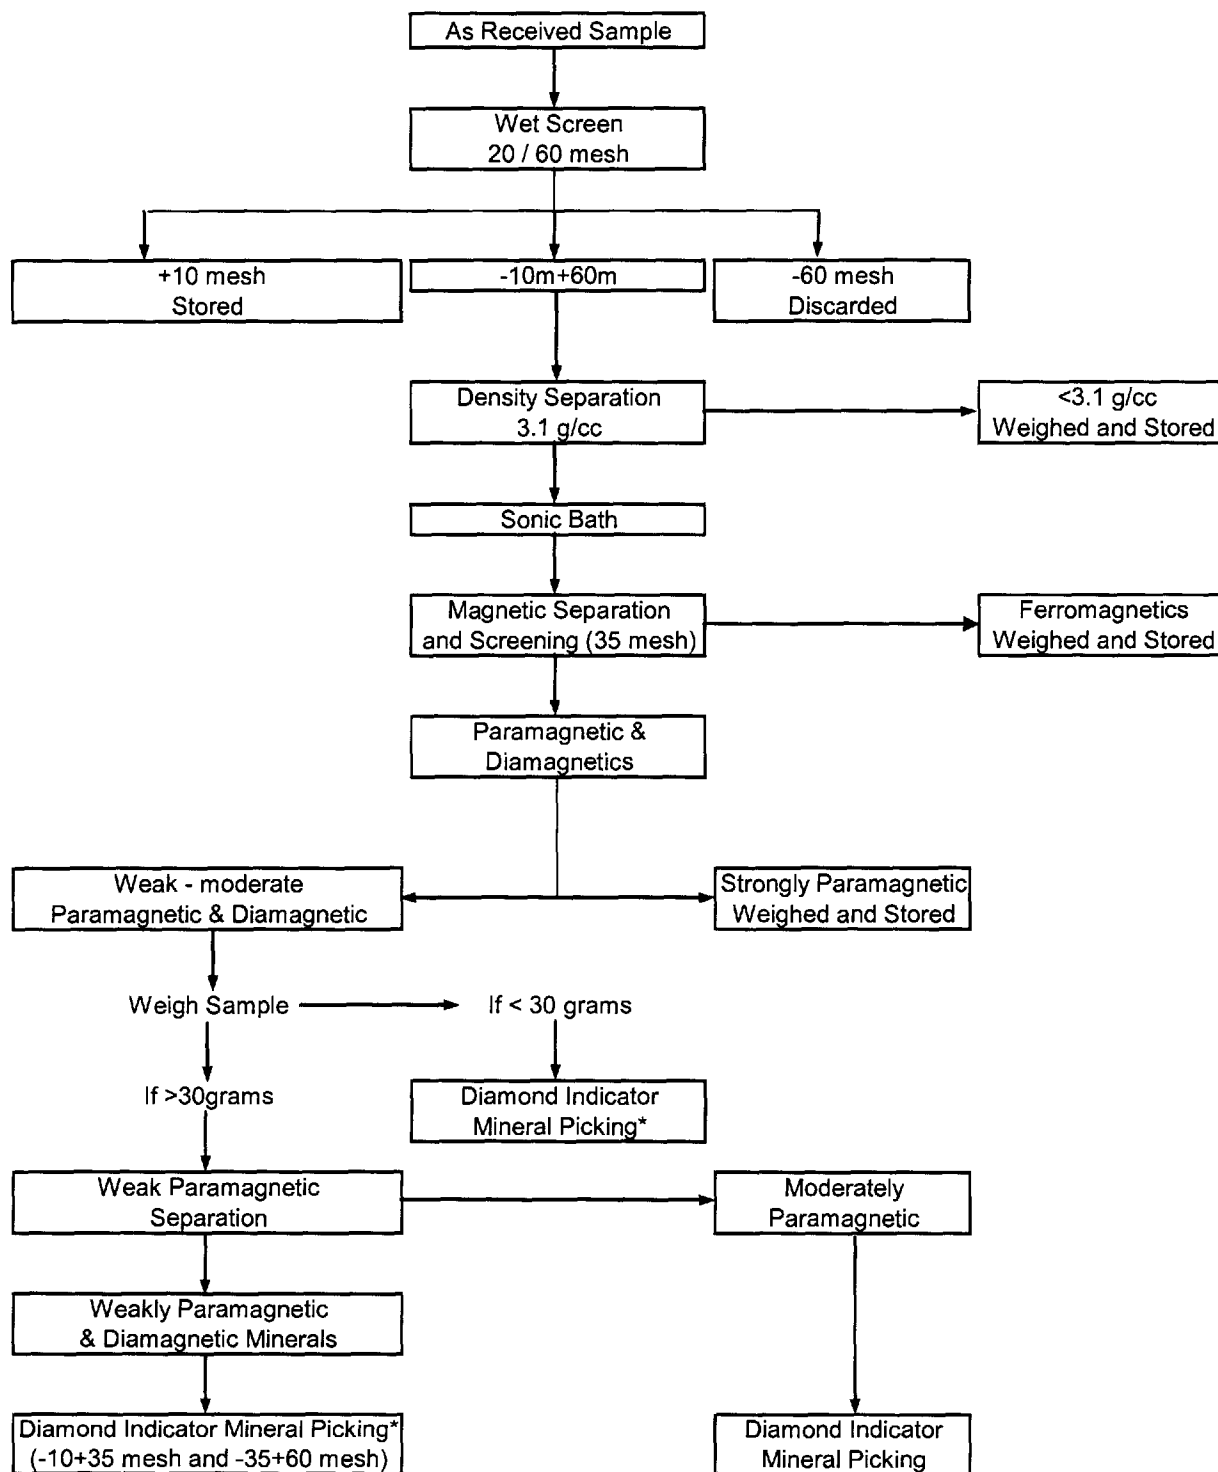 As Received Sample
Wet Screen
20 / 60 mesh
+10 mesh
Stored
-10m+60m
-60 mesh
Discarded
Density Separation
3.1 g/cc
<3.1 g/cc
Weighed and Stored
Sonic Bath
Magnetic Separation
and Screening (35 mesh)
Ferromagnetics
Weighed and Stored
Paramagnetic &
Diamagnetics
Weak - moderate
Paramagnetic & Diamagnetic
Strongly Paramagnetic
Weighed and Stored
Weigh Sample
If < 30 grams
If >30grams
Diamond Indicator
Mineral Picking*
Weak Paramagnetic
Separation
Moderately
Paramagnetic
Weakly Paramagnetic
& Diamagnetic Minerals
Diamond Indicator Mineral Picking*
(-10+35 mesh and -35+60 mesh)
Diamond Indicator
Mineral Picking